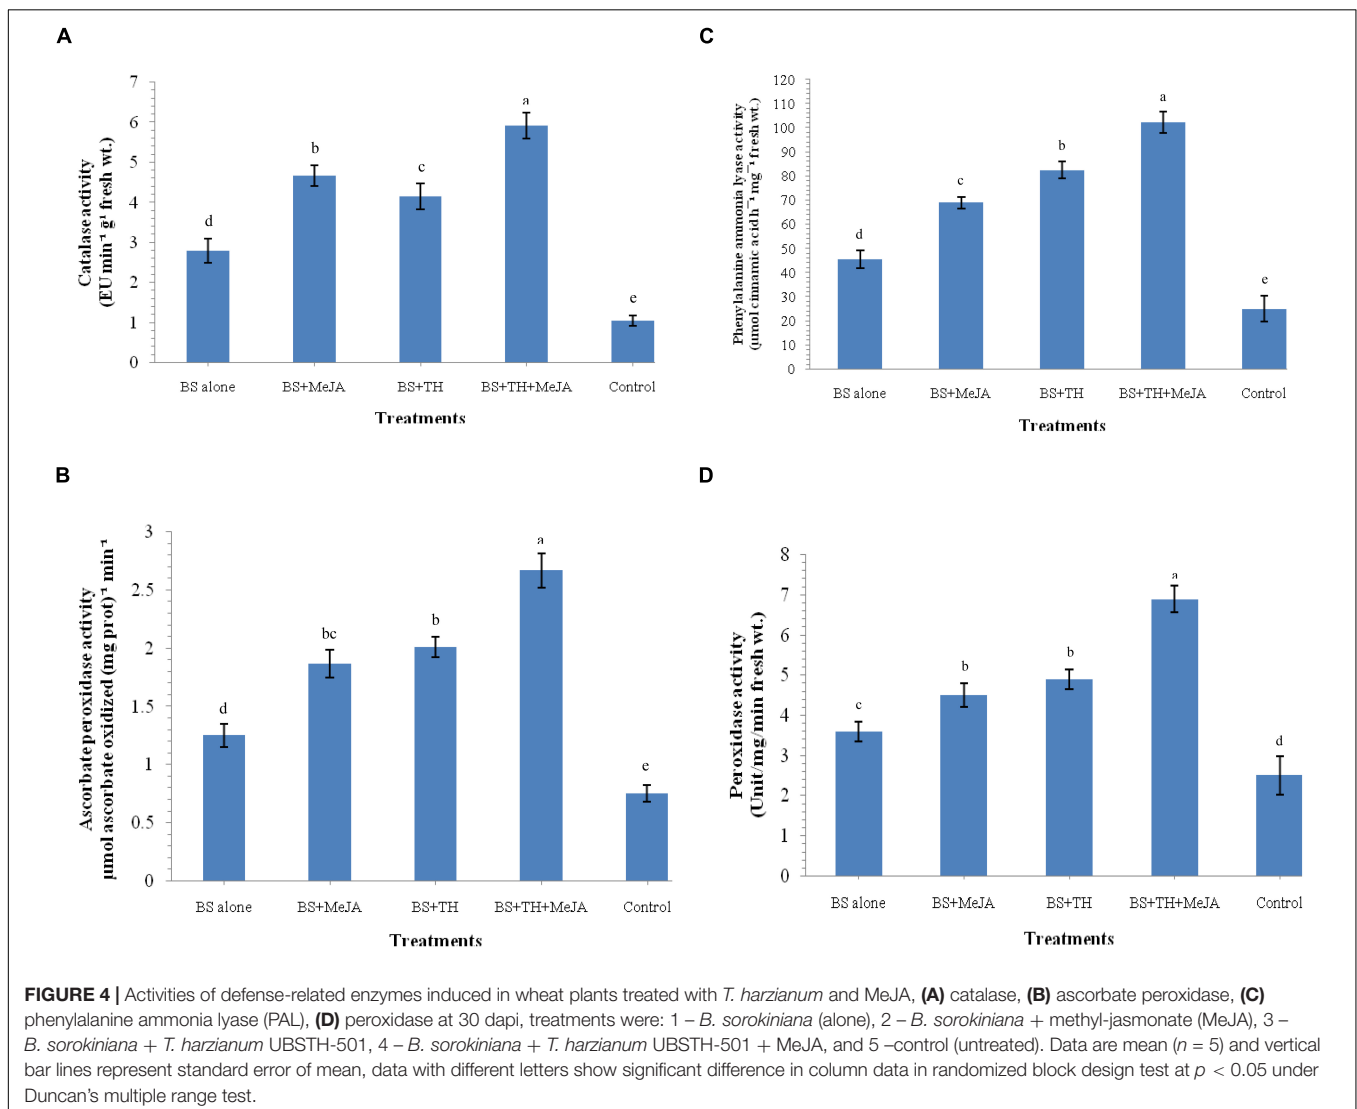 A
Catalase activity
(EU min⁻¹ g⁻¹ fresh wt.)
7
6
5
4
3
2
1
0
d
b
c
a
e
BS alone
BS+MeJA
BS+TH
BS+TH+MeJA
Control
Treatments
C
Phenylalanine ammonia lyase activity
(µmol cinnamic acid h⁻¹ mg⁻¹ fresh wt.)
120
110
100
90
80
70
60
50
40
30
20
10
0
d
c
b
a
e
BS alone
BS+MeJA
BS+TH
BS+TH+MeJA
Control
Treatments
B
Ascorbate peroxidase activity
µmol ascorbate oxidized (mg prot)⁻¹ min⁻¹
3
2.5
2
1.5
1
0.5
0
d
bc
b
a
e
BS alone
BS+MeJA
BS+TH
BS+TH+MeJA
Control
Treatments
D
Peroxidase activity
(Unit/mg/min fresh wt.)
8
7
6
5
4
3
2
1
0
c
b
b
a
d
BS alone
BS+MeJA
BS+TH
BS+TH+MeJA
Control
Treatments
FIGURE 4 | Activities of defense-related enzymes induced in wheat plants treated with T. harzianum and MeJA, (A) catalase, (B) ascorbate peroxidase, (C)
phenylalanine ammonia lyase (PAL), (D) peroxidase at 30 dapi, treatments were: 1 – B. sorokiniana (alone), 2 – B. sorokiniana + methyl-jasmonate (MeJA), 3 –
B. sorokiniana + T. harzianum UBSTH-501, 4 – B. sorokiniana + T. harzianum UBSTH-501 + MeJA, and 5 –control (untreated). Data are mean (n = 5) and vertical
bar lines represent standard error of mean, data with different letters show significant difference in column data in randomized block design test at p < 0.05 under
Duncan's multiple range test.